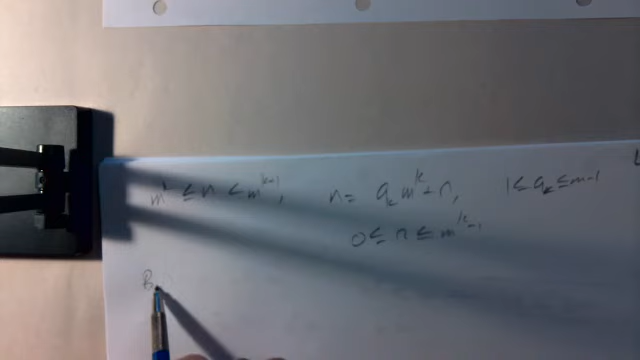 m^k ≤ n ≤ m^{k-1}, n = a_k m^k + n, 1 ≤ a_k ≤ m-1
0 ≤ n ≤ m^{k-1}
B